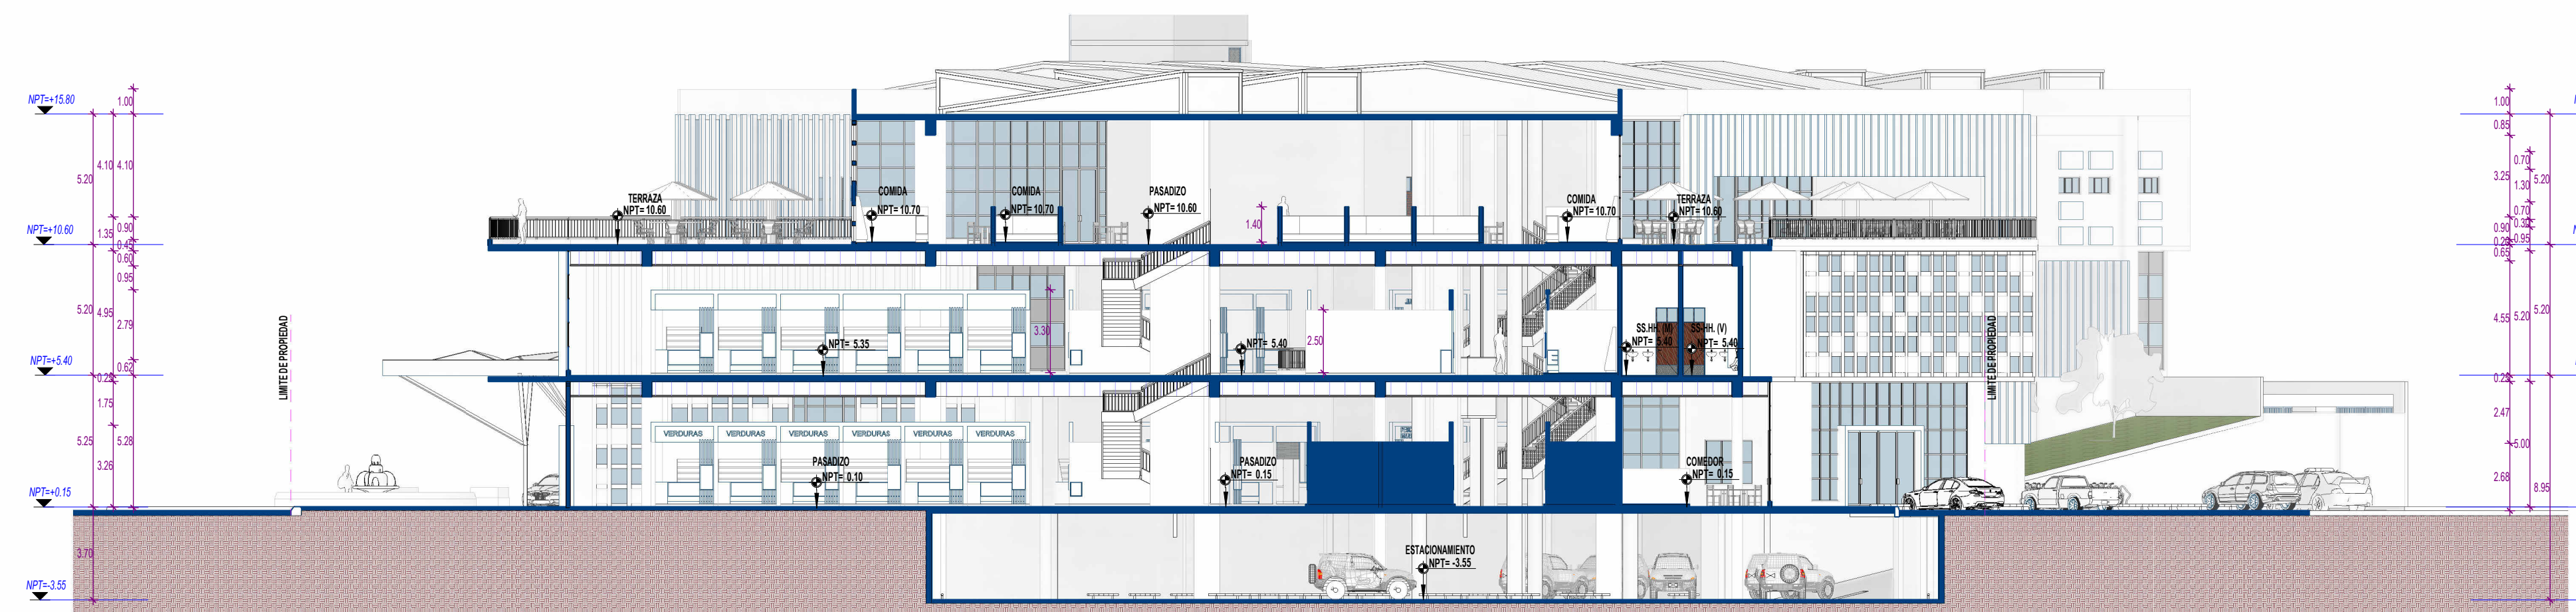 NPT=+15.80
1.00
4.10
4.10
5.20
NPT=+10.60
1.35
0.90
0.45
0.60
0.95
5.20
4.95
2.79
NPT=+5.40
0.62
0.25
1.75
5.25
5.28
3.26
NPT=+0.15
3.70
NPT=-3.55
LIMITE DE PROPIEDAD
TERRAZA
NPT= 10.60
COMIDA
NPT= 10.70
COMIDA
NPT= 10.70
PASADIZO
NPT= 10.60
1.40
COMIDA
NPT= 10.70
TERRAZA
NPT= 10.60
NPT= 5.35
3.30
NPT= 5.40
2.50
SS.HH. (M)
NPT= 5.40
SS-HH. (V)
NPT= 5.40
VERDURAS
VERDURAS
VERDURAS
VERDURAS
VERDURAS
VERDURAS
PASADIZO
NPT= 0.10
PASADIZO
NPT= 0.15
COMEDOR
NPT= 0.15
ESTACIONAMIENTO
NPT= -3.55
LIMITE DE PROPIEDAD
1.00
0.85
0.70
3.25
1.30
5.20
0.70
0.90
0.95
0.65
4.55
5.20
5.20
0.25
2.47
5.00
2.68
8.95